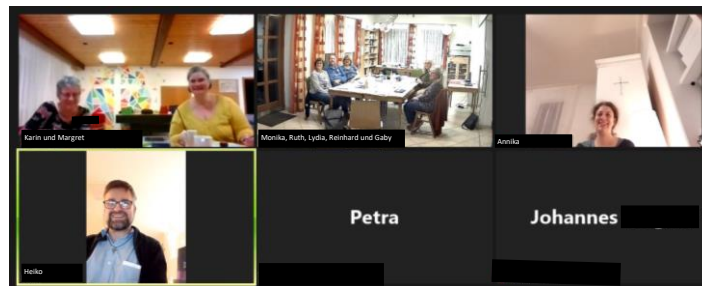 Karin und Margret
Monika, Ruth, Lydia, Reinhard und Gaby
Annika
Heiko
Petra
Johannes